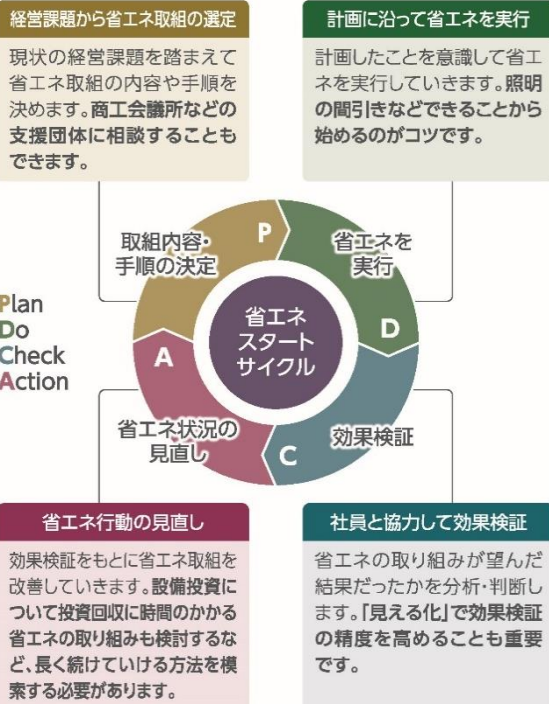 経営課題から省エネ取組の選定
現状の経営課題を踏まえて
省エネ取組の内容や手順を
決めます。商工会議所などの
支援団体に相談することも
できます。
計画に沿って省エネを実行
計画したことを意識して省エ
ネを実行していきます。照明
の間引きなどできることから
始めるのがコツです。
P
取組内容・
手順の決定
省エネを
実行
D
省エネ
スタート
サイクル
Plan
Do
Check
Action
A
省エネ状況の
見直し
C
効果検証
省エネ行動の見直し
効果検証をもとに省エネ取組を
改善していきます。設備投資に
ついて投資回収に時間のかかる
省エネの取り組みも検討するな
ど、長く続けていける方法を模
索する必要があります。
社員と協力して効果検証
省エネの取り組みが望んだ
結果だったかを分析・判断し
ます。「見える化」で効果検証
の精度を高めることも重要
です。